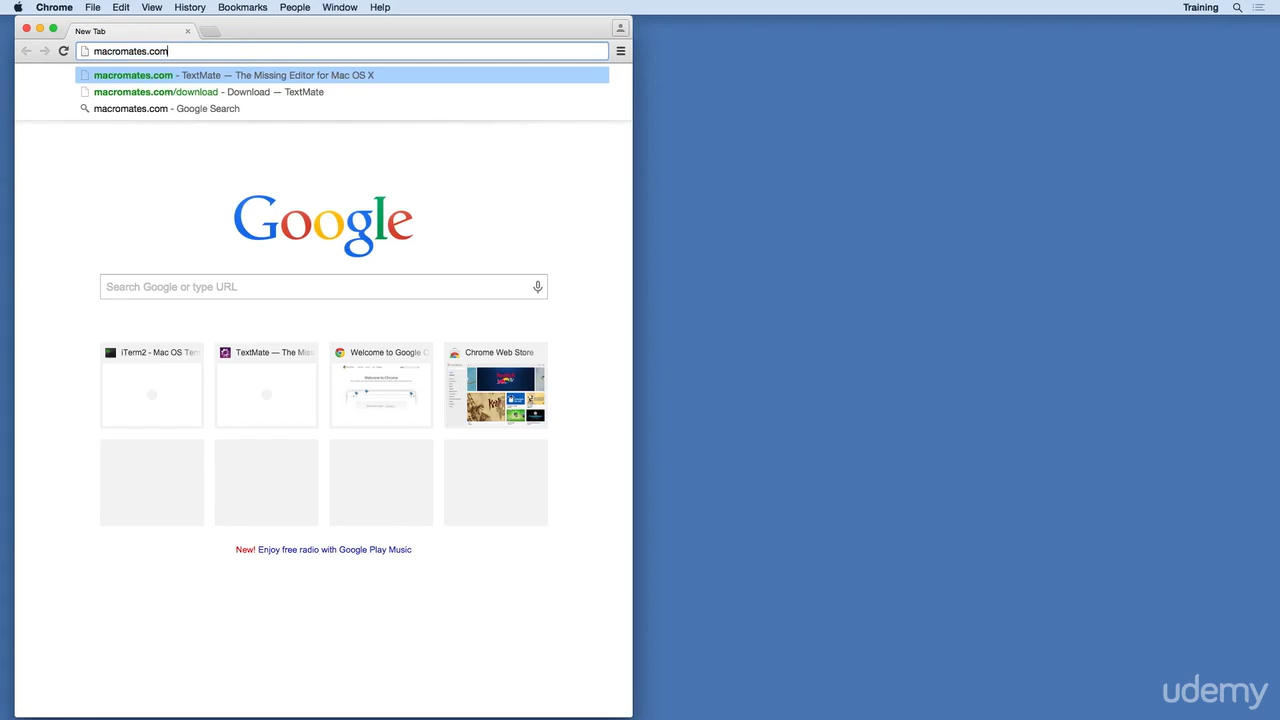 Chrome File Edit View History Bookmarks People Window Help Training
New Tab
macromates.com
macromates.com - TextMate — The Missing Editor for Mac OS X
macromates.com/download - Download — TextMate
macromates.com - Google Search
Google
Search Google or type URL
iTerm2 - Mac OS Tem
TextMate — The Miss
Welcome to Google C
Chrome Web Store
New! Enjoy free radio with Google Play Music
udemy